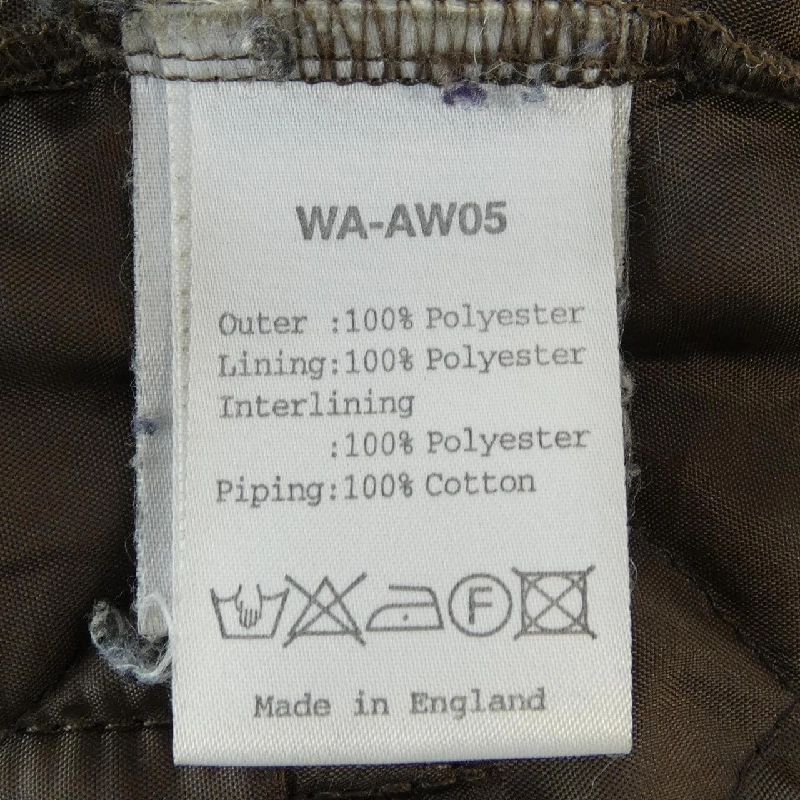 WA-AW05
Outer :100% Polyester
Lining:100% Polyester
Interlining
:100% Polyester
Piping:100% Cotton
F
Made in England